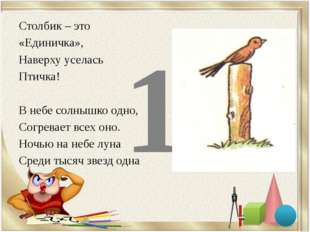 Столбик – это
«Единичка»,
Наверху уселась
Птичка!
В небе солнышко одно,
Согревает всех оно.
Ночью на небе луна
Среди тысяч звезд одна
1